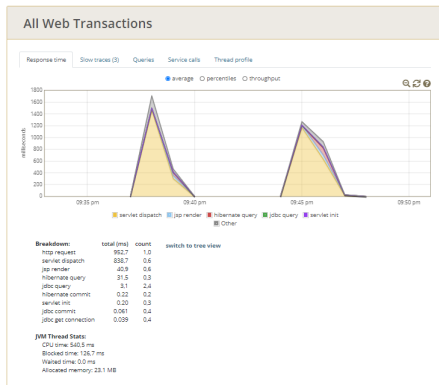 All Web Transactions
Response time Slow traces (3) Queries Service calls Thread profile
average percentiles throughput
milliseconds
1800
1600
1400
1200
1000
800
600
400
200
0
09:35 pm 09:40 pm 09:45 pm 09:50 pm
servlet dispatch jsp render hibernate query jdbc query servlet init
Other
Breakdown: total (ms) count switch to tree view
http request 952.7 1.0
servlet dispatch 838.7 0.6
jsp render 40.9 0.6
hibernate query 31.5 0.3
jdbc query 3.1 2.4
hibernate commit 0.22 0.2
servlet init 0.20 0.3
jdbc commit 0.061 0.4
jdbc get connection 0.039 0.4
JVM Thread Stats:
CPU time: 540.5 ms
Blocked time: 126.7 ms
Waited time: 0.0 ms
Allocated memory: 23.1 MB